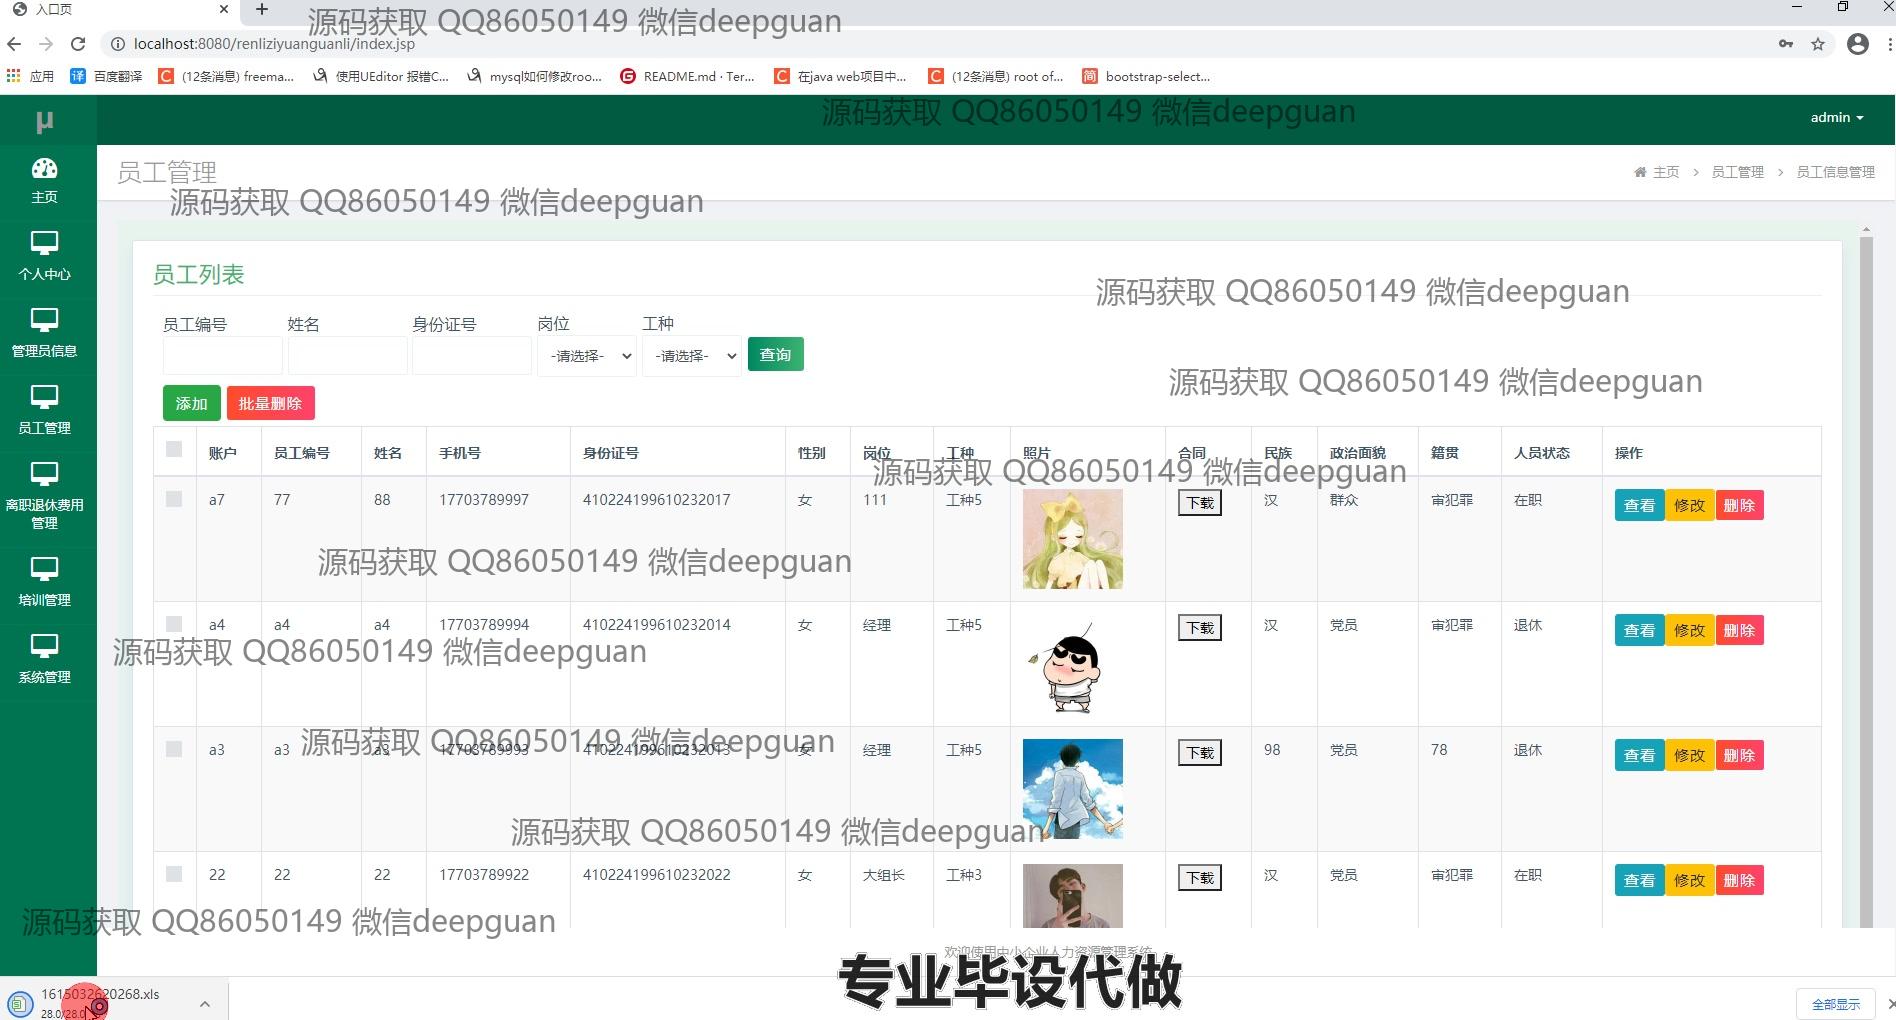 入口页
源码获取 QQ86050149 微信deepguan
localhost:8080/renliziyuanguanli/index.jsp
应用
百度翻译
(12条消息) freema...
使用UEditor 报错C...
mysql如何修改roo...
README.md · Ter...
在java web项目中...
(12条消息) root of...
bootstrap-select...
μ
源码获取 QQ86050149 微信deepguan
admin
主页
个人中心
管理员信息
员工管理
离职退休费用
管理
培训管理
系统管理
员工管理
主页 > 员工管理 > 员工信息管理
源码获取 QQ86050149 微信deepguan
员工列表
源码获取 QQ86050149 微信deepguan
员工编号 姓名 身份证号 岗位 工种
-请选择- -请选择- 查询
源码获取 QQ86050149 微信deepguan
添加 批量删除
账户 员工编号 姓名 手机号 身份证号 性别 岗位 工种 照片 合同 民族 政治面貌 籍贯 人员状态 操作
源码获取 QQ86050149 微信deepguan
a7 77 88 17703789997 410224199610232017 女 111 工种5 下载 汉 群众 审犯罪 在职 查看 修改 删除
源码获取 QQ86050149 微信deepguan
a4 a4 a4 17703789994 410224199610232014 女 经理 工种5 下载 汉 党员 审犯罪 退休 查看 修改 删除
源码获取 QQ86050149 微信deepguan
a3 a3 a3 17703789993 410224199610232013 女 经理 工种5 下载 98 党员 78 退休 查看 修改 删除
源码获取 QQ86050149 微信deepguan
源码获取 QQ86050149 微信deepguan
22 22 22 17703789922 410224199610232022 女 大组长 工种3 下载 汉 党员 审犯罪 在职 查看 修改 删除
源码获取 QQ86050149 微信deepguan
欢迎使用中小企业人力资源管理系统
专业毕设代做
1615032620268.xls
28.0/28.0
全部显示